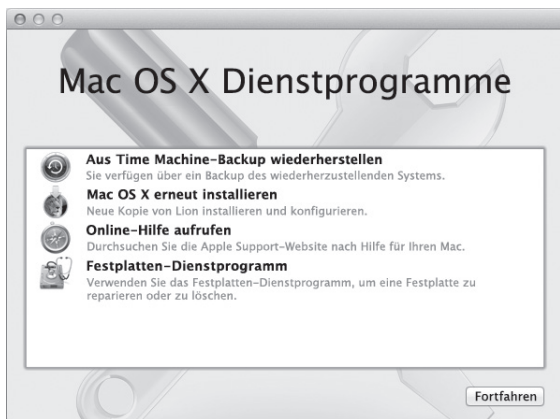 Mac OS X Dienstprogramme
Aus Time Machine-Backup wiederherstellen
Sie verfügen über ein Backup des wiederherzustellenden Systems.
Mac OS X erneut installieren
Neue Kopie von Lion installieren und konfigurieren.
Online-Hilfe aufrufen
Durchsuchen Sie die Apple Support-Website nach Hilfe für Ihren Mac.
Festplatten-Dienstprogramm
Verwenden Sie das Festplatten-Dienstprogramm, um eine Festplatte zu
reparieren oder zu löschen.
Fortfahren